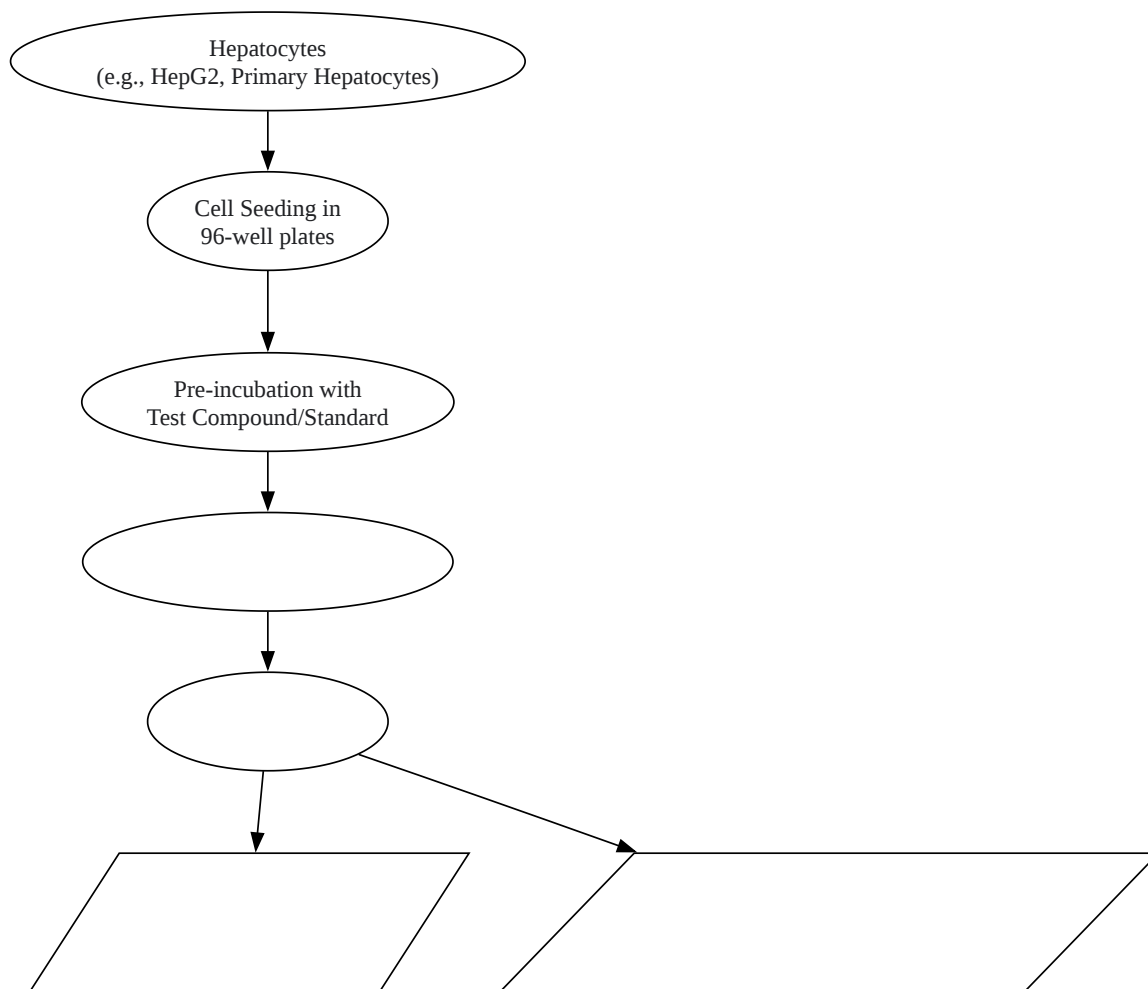 Hepatocytes
(e.g., HepG2, Primary Hepatocytes)
Cell Seeding in
96-well plates
Pre-incubation with
Test Compound/Standard